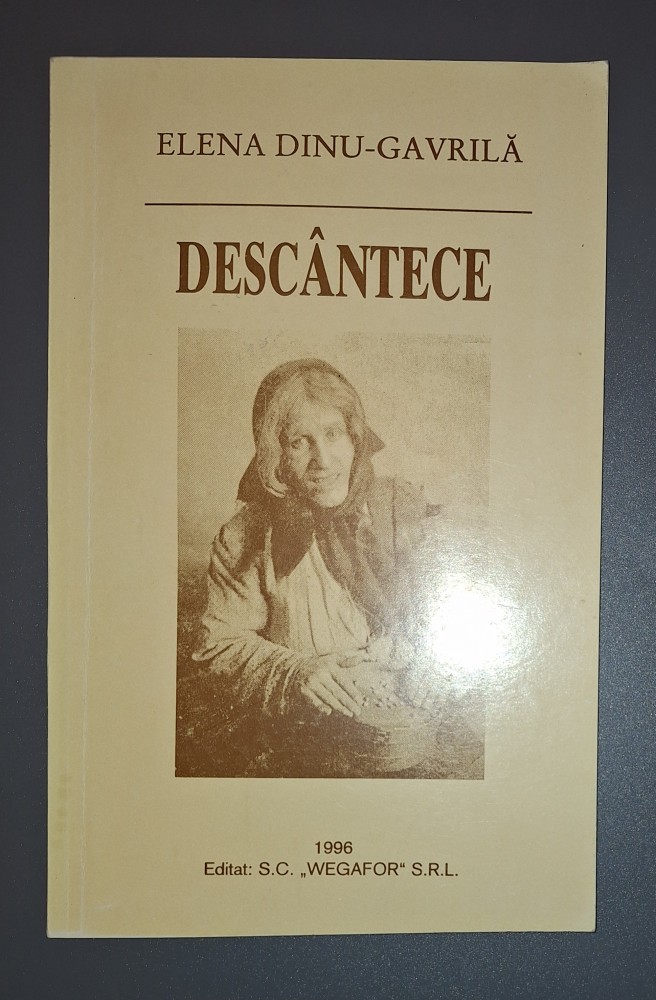 ELENA DINU-GAVRILĂ
DESCÂNTECE
1996
Editat: S.C. „WEGAFOR“ S.R.L.